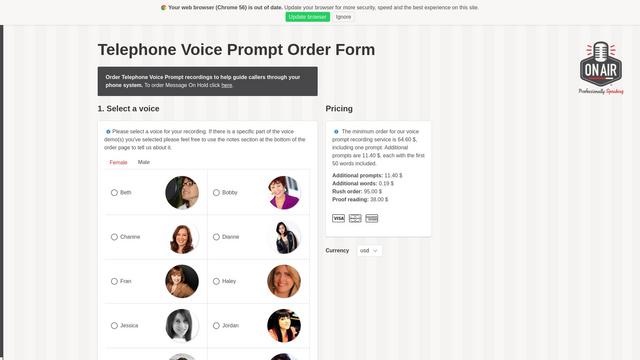 Your web browser (Chrome 56) is out of date. Update your browser for more security, speed and the best experience on this site.
Update browser
Ignore
Telephone Voice Prompt Order Form
ON AIR
Professionally Speaking
Order Telephone Voice Prompt recordings to help guide callers through your
phone system. To order Message On Hold click here.
1. Select a voice
Please select a voice for your recording. If there is a specific part of the voice
demo(s) you've selected please feel free to use the notes section at the bottom of the
order page to tell us about it.
Female
Male
Beth
Bobby
Chanine
Dianne
Fran
Haley
Jessica
Jordan
Pricing
The minimum order for our voice
prompt recording service is 64.60 $,
including one prompt. Additional
prompts are 11.40 $, each with the first
50 words included.
Additional prompts: 11.40 $
Additional words: 0.19 $
Rush order: 95.00 $
Proof reading: 38.00 $
VISA
Currency
usd